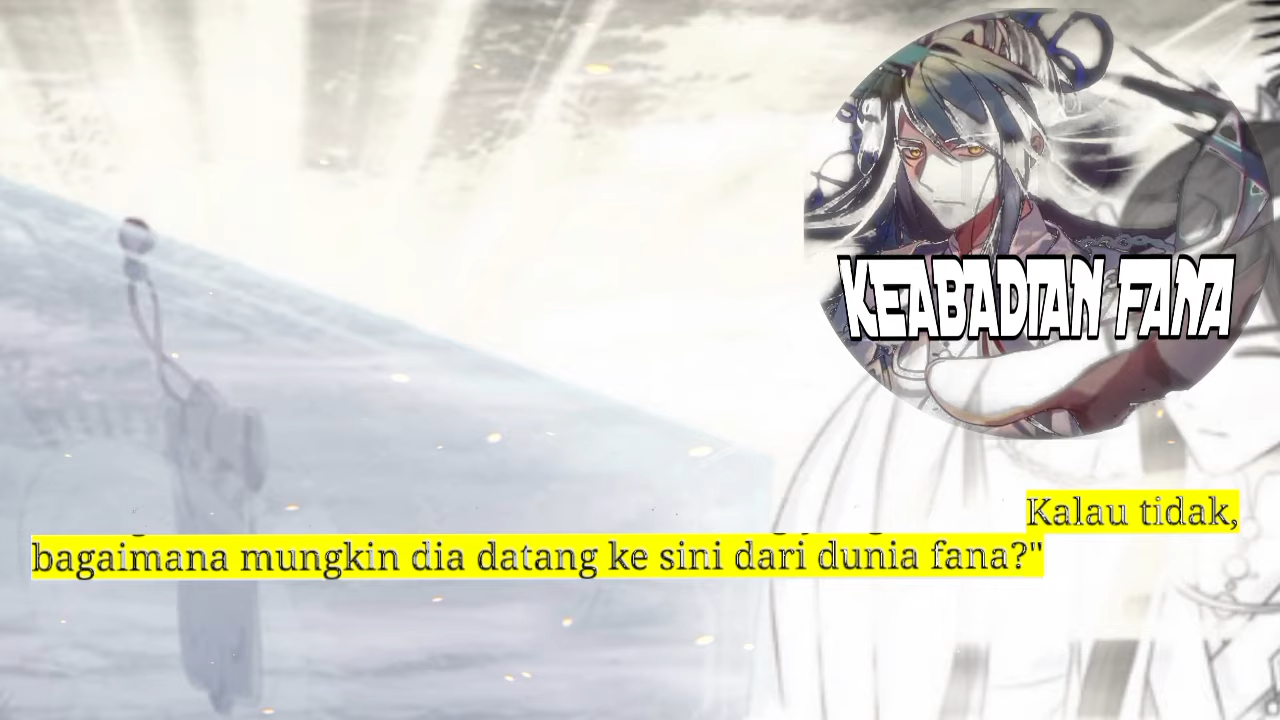 KEABADIAN FANA
Kalau tidak,
bagaimana mungkin dia datang ke sini dari dunia fana?"